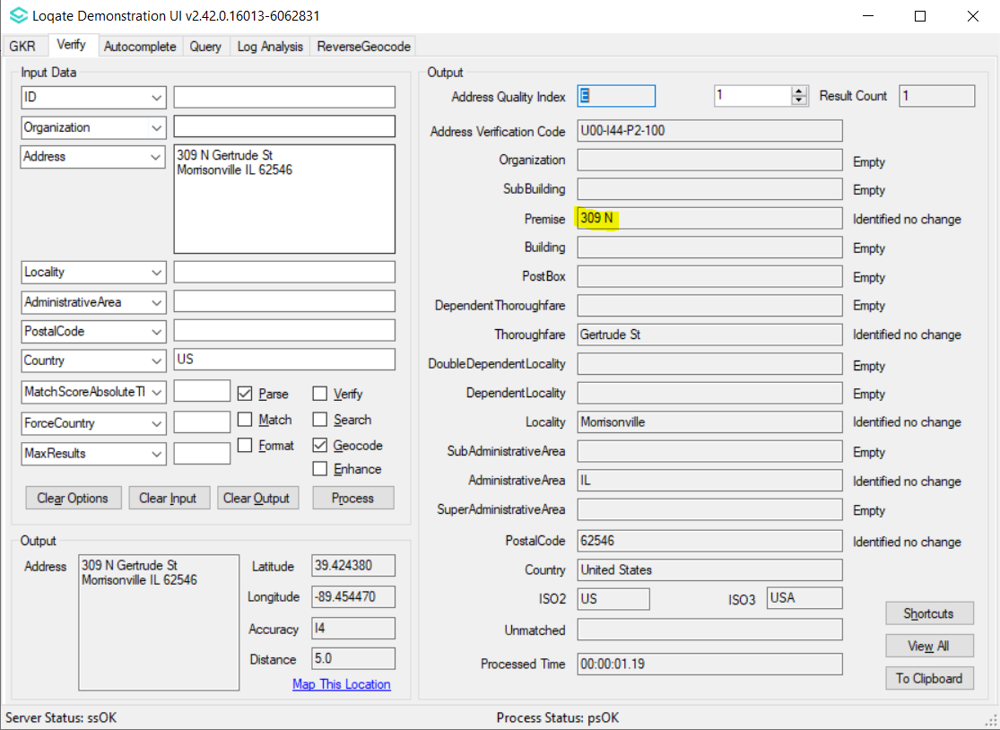 Loqate Demonstration UI v2.42.0.16013-6062831
GKR Verify Autocomplete Query Log Analysis ReverseGeocode
Input Data
ID
Organization
Address
309 N Gertrude St
Morrisonville IL 62546
Locality
AdministrativeArea
PostalCode
Country US
MatchScoreAbsoluteTl Parse Verify
ForceCountry Match Search
MaxResults Format Geocode
Enhance
Clear Options Clear Input Clear Output Process
Output
Address
309 N Gertrude St
Morrisonville IL 62546
Latitude 39.424380
Longitude -89.454470
Accuracy I4
Distance 5.0
Map This Location
Output
Address Quality Index E 1 Result Count 1
Address Verification Code U00-I44-P2-100
Organization Empty
SubBuilding Empty
Premise 309 N Identified no change
Building Empty
PostBox Empty
DependentThoroughfare Empty
Thoroughfare Gertrude St Identified no change
DoubleDependentLocality Empty
DependentLocality Empty
Locality Morrisonville Identified no change
SubAdministrativeArea Empty
AdministrativeArea IL Identified no change
SuperAdministrativeArea Empty
PostalCode 62546 Identified no change
Country United States
ISO2 US ISO3 USA
Unmatched
Processed Time 00:00:01.19
Shortcuts
View All
To Clipboard
Server Status: ssOK Process Status: psOK